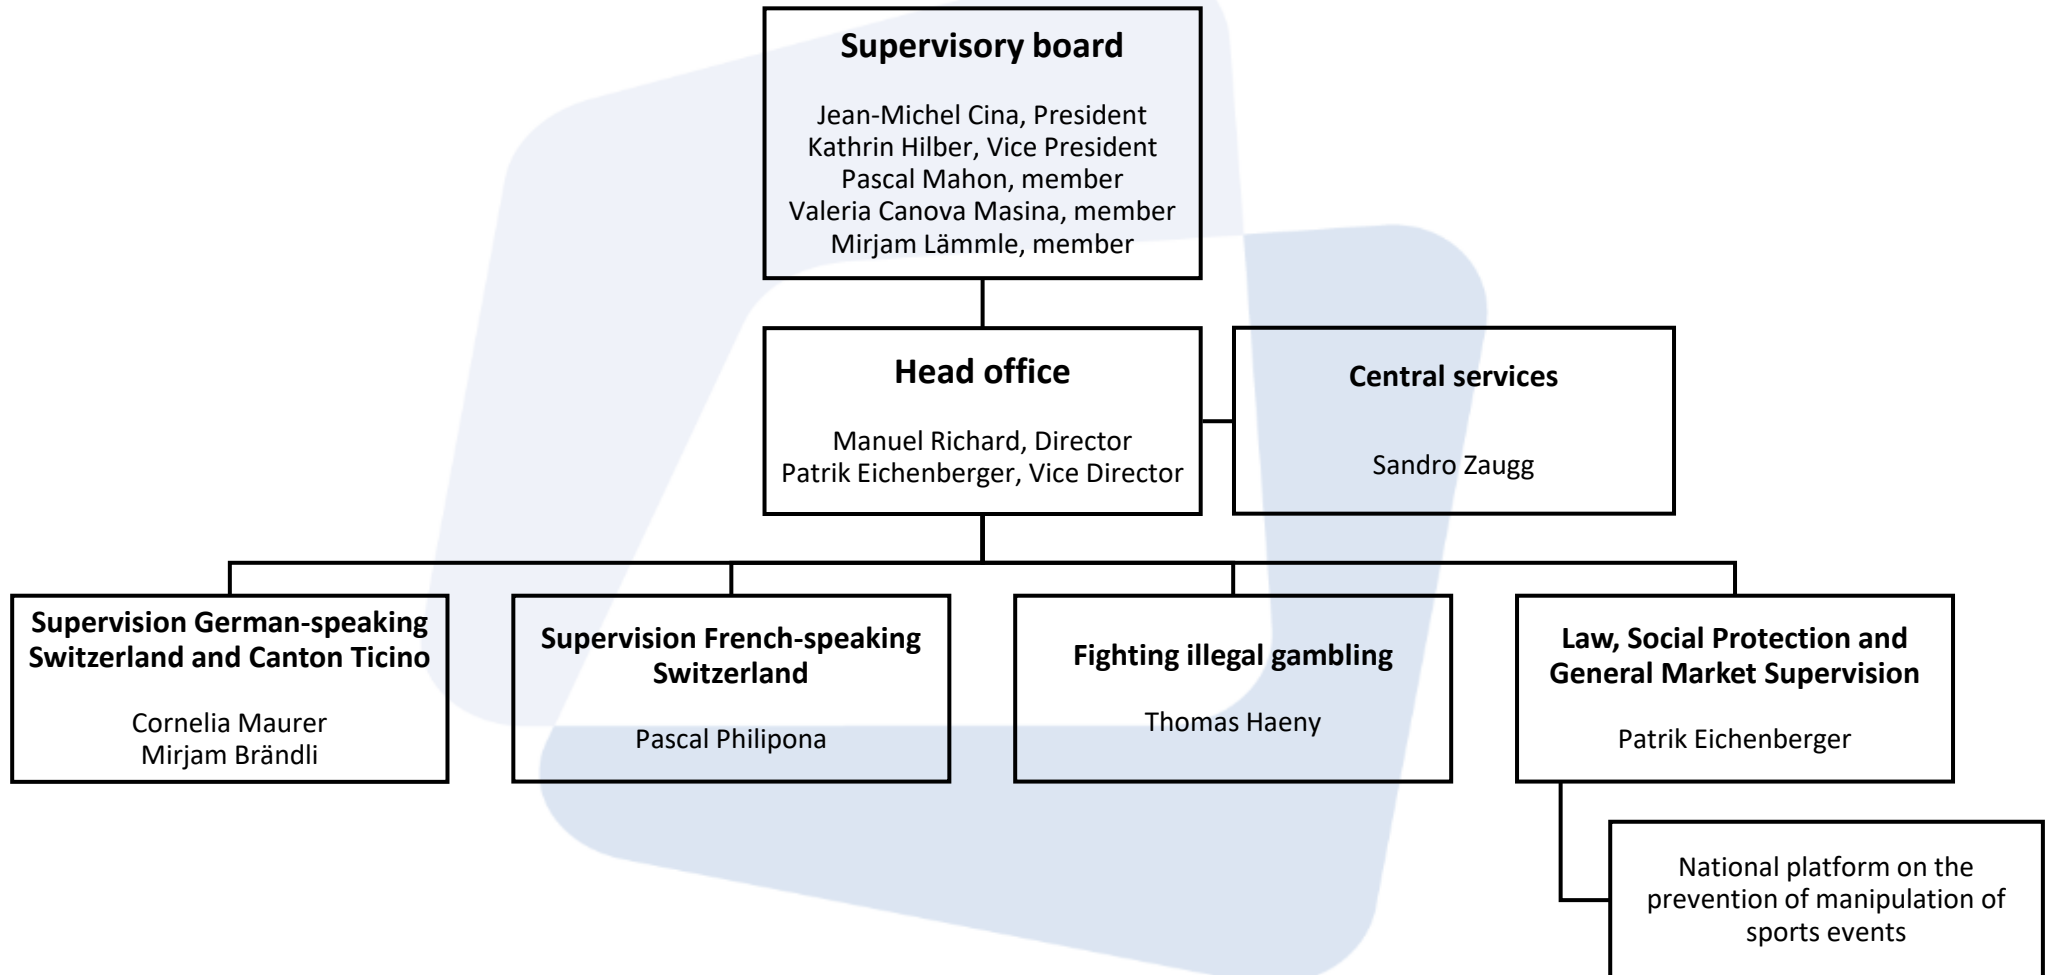 Supervisory board
Jean-Michel Cina, President
Kathrin Hilber, Vice President
Pascal Mahon, member
Valeria Canova Masina, member
Mirjam Lämmle, member
Head office
Manuel Richard, Director
Patrik Eichenberger, Vice Director
Central services
Sandro Zaugg
Supervision German-speaking
Switzerland and Canton Ticino
Cornelia Maurer
Mirjam Brändli
Supervision French-speaking
Switzerland
Pascal Philipona
Fighting illegal gambling
Thomas Haeny
Law, Social Protection and
General Market Supervision
Patrik Eichenberger
National platform on the
prevention of manipulation of
sports events